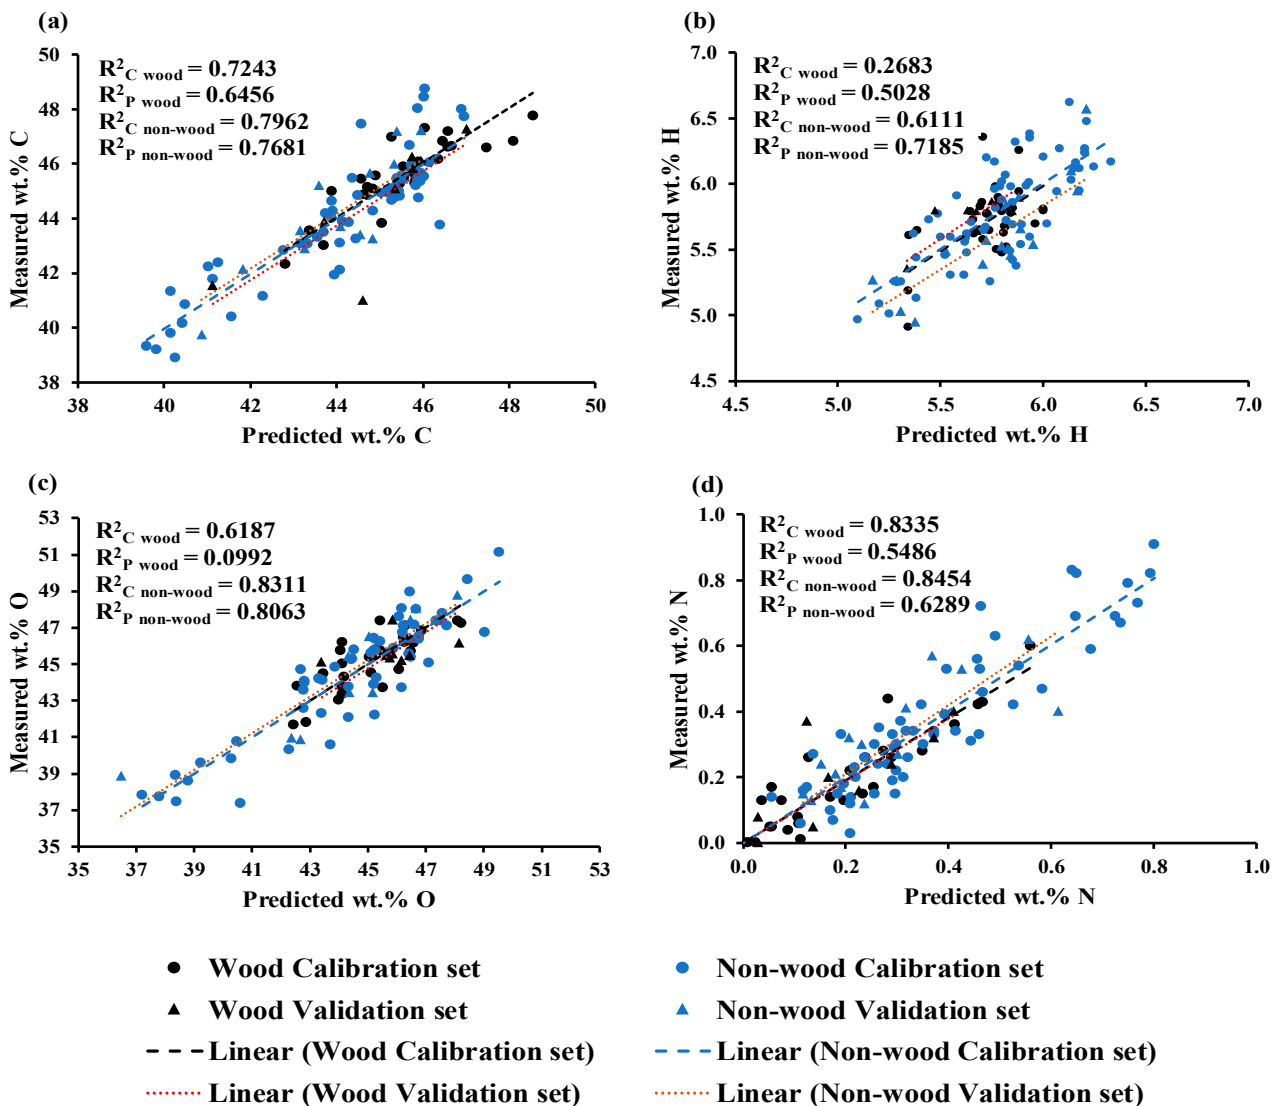 (a)
50
48
46
44
42
40
38
Measured wt.% C
R²C wood = 0.7243
R²P wood = 0.6456
R²C non-wood = 0.7962
R²P non-wood = 0.7681
38 40 42 44 46 48 50
Predicted wt.% C
(b)
7.0
6.5
6.0
5.5
5.0
4.5
Measured wt.% H
R²C wood = 0.2683
R²P wood = 0.5028
R²C non-wood = 0.6111
R²P non-wood = 0.7185
4.5 5.0 5.5 6.0 6.5 7.0
Predicted wt.% H
(c)
53
51
49
47
45
43
41
39
37
35
Measured wt.% O
R²C wood = 0.6187
R²P wood = 0.0992
R²C non-wood = 0.8311
R²P non-wood = 0.8063
35 37 39 41 43 45 47 49 51 53
Predicted wt.% O
(d)
1.0
0.8
0.6
0.4
0.2
0.0
Measured wt.% N
R²C wood = 0.8335
R²P wood = 0.5486
R²C non-wood = 0.8454
R²P non-wood = 0.6289
0.0 0.2 0.4 0.6 0.8 1.0
Predicted wt.% N
Wood Calibration set
Non-wood Calibration set
Wood Validation set
Non-wood Validation set
Linear (Wood Calibration set)
Linear (Non-wood Calibration set)
Linear (Wood Validation set)
Linear (Non-wood Validation set)